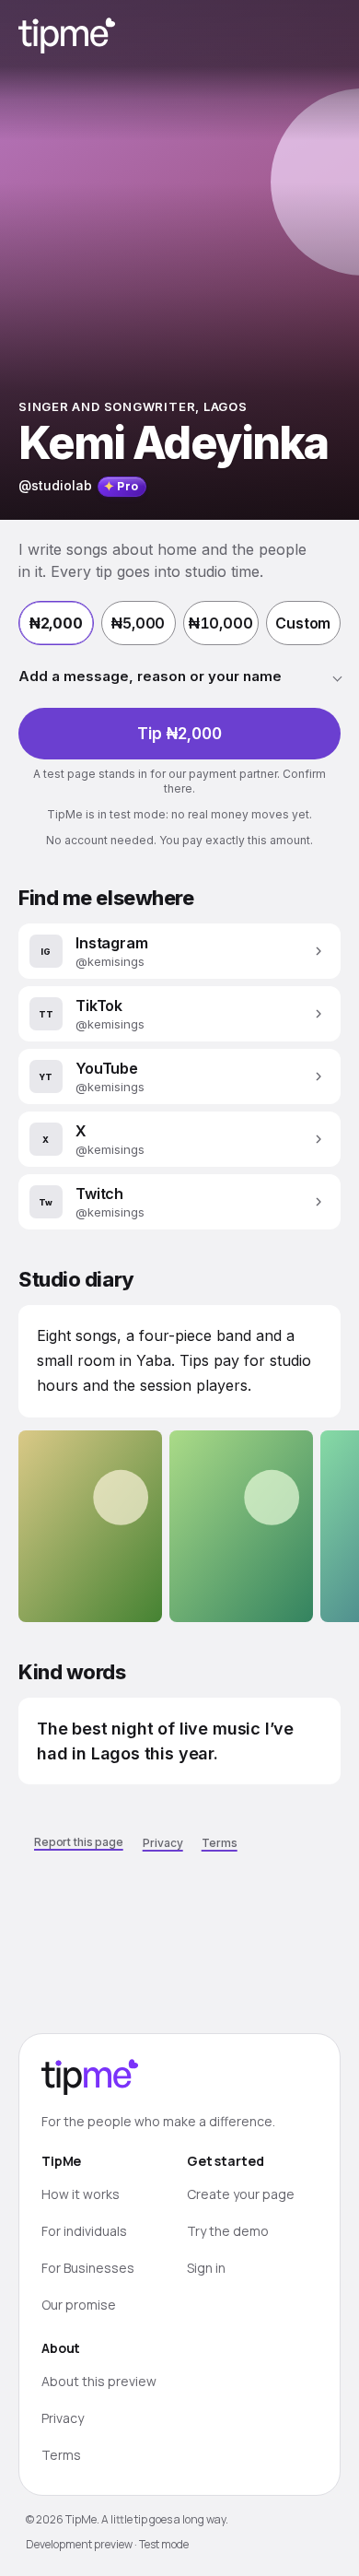 tipme
SINGER AND SONGWRITER, LAGOS
Kemi Adeyinka
@studiolab ✦ Pro
I write songs about home and the people
in it. Every tip goes into studio time.
₦2,000 ₦5,000 ₦10,000 Custom
Add a message, reason or your name
Tip ₦2,000
A test page stands in for our payment partner. Confirm
there.
TipMe is in test mode: no real money moves yet.
No account needed. You pay exactly this amount.
Find me elsewhere
IG Instagram
@kemisings
TT TikTok
@kemisings
YT YouTube
@kemisings
X X
@kemisings
Tw Twitch
@kemisings
Studio diary
Eight songs, a four-piece band and a
small room in Yaba. Tips pay for studio
hours and the session players.
Kind words
The best night of live music I’ve
had in Lagos this year.
Report this page Privacy Terms
tipme
For the people who make a difference.
TipMe
How it works
For individuals
For Businesses
Our promise
Get started
Create your page
Try the demo
Sign in
About
About this preview
Privacy
Terms
© 2026 TipMe. A little tip goes a long way.
Development preview · Test mode